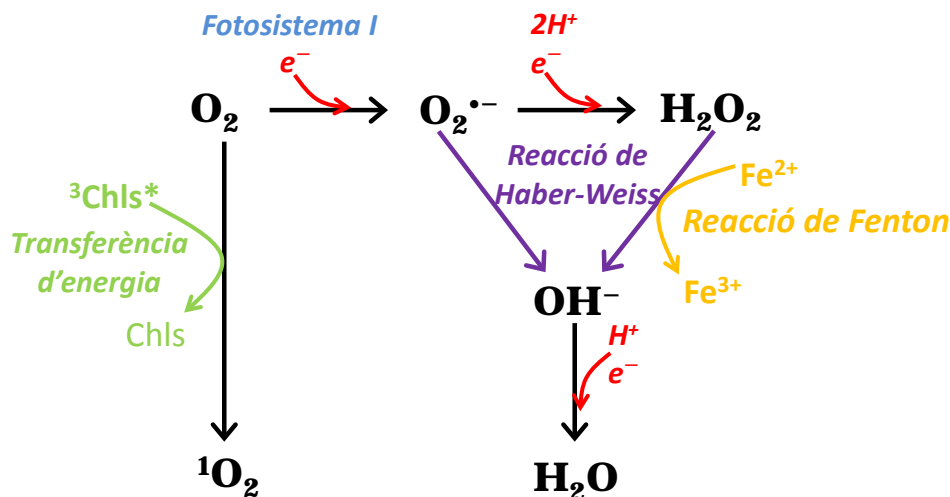 Fotosistema I
e⁻
2H⁺
e⁻
O₂
O₂•⁻
H₂O₂
Reacció de
Haber-Weiss
Fe²⁺
Reacció de Fenton
Fe³⁺
³Chls*
Transferència
d’energia
Chls
OH⁻
H⁺
e⁻
¹O₂
H₂O